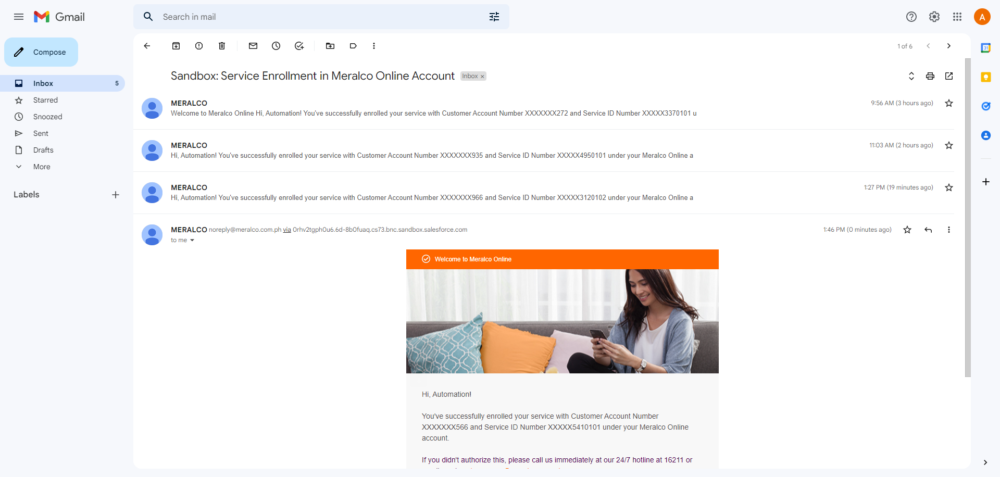 Gmail
Search in mail
A
Compose
Inbox 5
Starred
Snoozed
Sent
Drafts
More
Labels
1 of 6
31
Sandbox: Service Enrollment in Meralco Online Account Inbox ×
MERALCO 9:56 AM (3 hours ago)
Welcome to Meralco Online Hi, Automation! You've successfully enrolled your service with Customer Account Number XXXXXXX272 and Service ID Number XXXXX3370101 u
MERALCO 11:03 AM (2 hours ago)
Hi, Automation! You've successfully enrolled your service with Customer Account Number XXXXXXX935 and Service ID Number XXXXX4950101 under your Meralco Online a
MERALCO 1:27 PM (19 minutes ago)
Hi, Automation! You've successfully enrolled your service with Customer Account Number XXXXXXX966 and Service ID Number XXXXX3120102 under your Meralco Online a
MERALCO noreply@meralco.com.ph via 0rhv2tgph0u6.6d-8b0fuaq.cs73.bnc.sandbox.salesforce.com 1:46 PM (0 minutes ago)
to me
Welcome to Meralco Online
Hi, Automation!
You've successfully enrolled your service with Customer Account Number
XXXXXXX566 and Service ID Number XXXXX5410101 under your Meralco Online
account.
If you didn't authorize this, please call us immediately at our 24/7 hotline at 16211 or